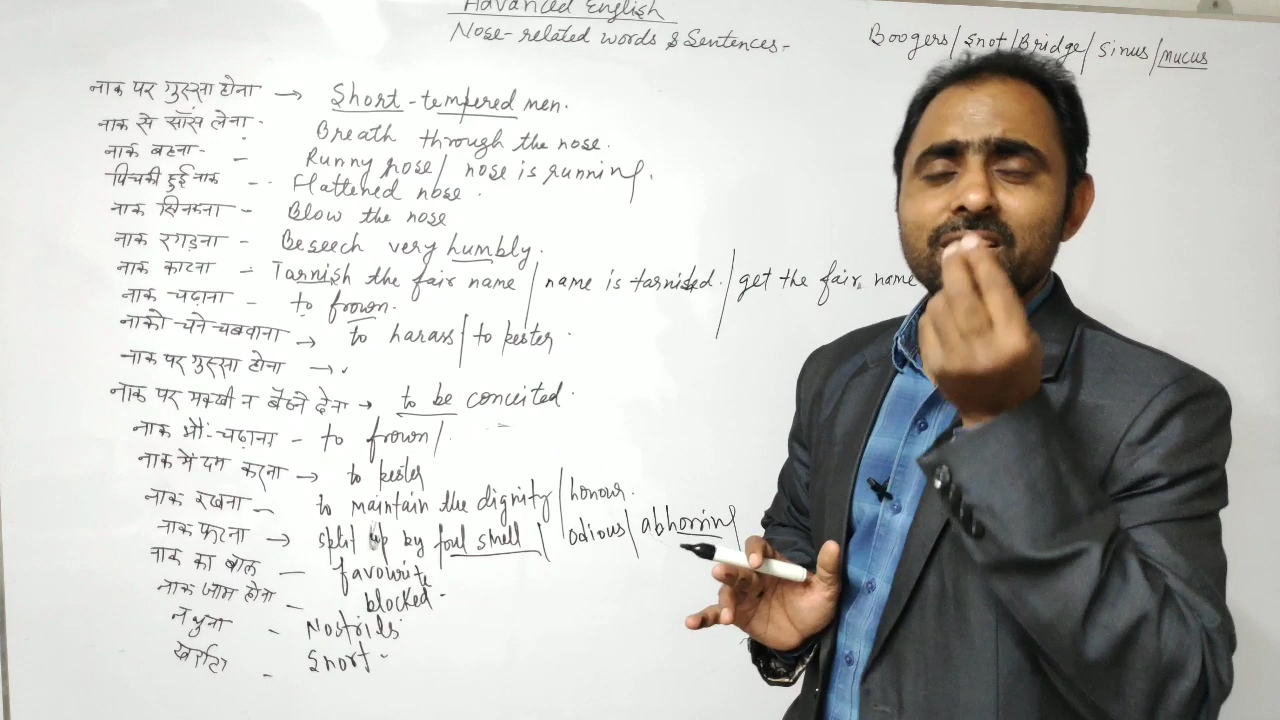 Advanced English
Nose-related words & Sentences-
Boogers/Snot/Bridge/Sinus/mucus
नाक पर गुस्सा होना → Short-tempered men.
नाक से साँस लेना - Breath through the nose.
नाक बहना - Runny nose/ nose is running.
पिचकी हुई नाक - Flattened nose.
नाक सिनकना - Blow the nose
नाक रगड़ना - Beseech very humbly.
नाक काटना - Tarnish the fair name / name is tarnished. / get the fair name
नाक चढ़ाना - to frown.
नाको चने चबवाना → to harass/ to pester.
नाक पर गुस्सा होना →
नाक पर मक्खी न बैठने देना → to be conceited.
नाक भौं-चढ़ाना - to frown/.
नाक में दम करना → to pester
नाक रखना - to maintain the dignity/honour.
नाक फटना → split up by foul smell / odious/ abhorring
नाक का बाल - favourite
नाक जाम होना - blocked.
नथुना - Nostrils
खर्राटा - Snort.